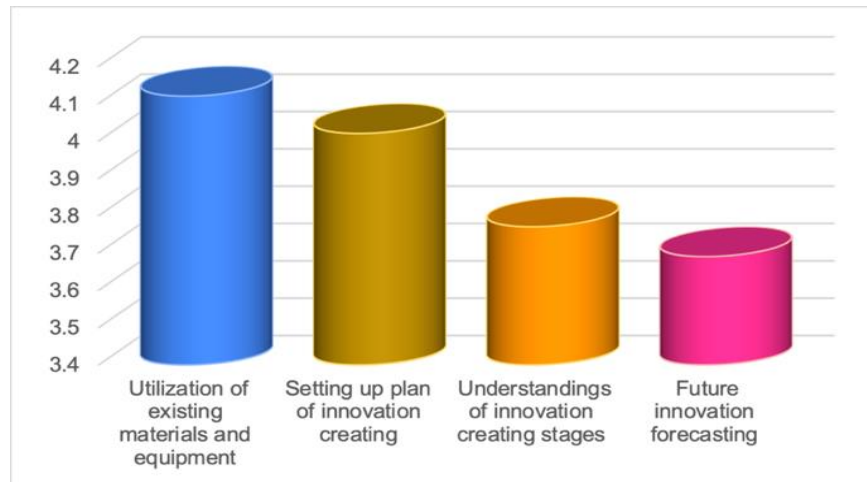 4.2
4.1
4
3.9
3.8
3.7
3.6
3.5
3.4
Utilization of
existing
materials and
equipment
Setting up plan
of innovation
creating
Understandings
of innovation
creating stages
Future
innovation
forecasting